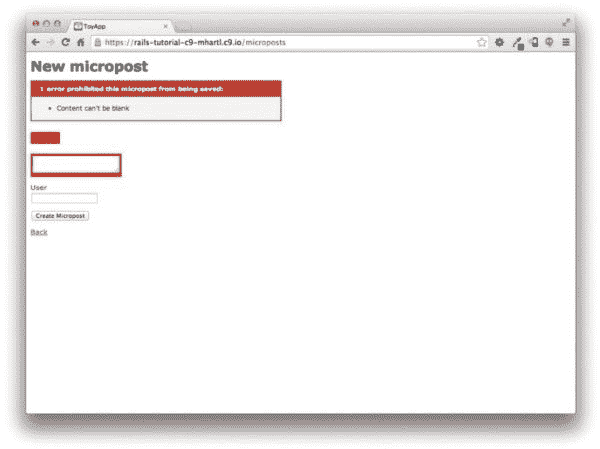 ToyApp
https://rails-tutorial-c9-mhartl.c9.io/microposts
New micropost
1 error prohibited this micropost from being saved:
Content can't be blank
User
Create Micropost
Back